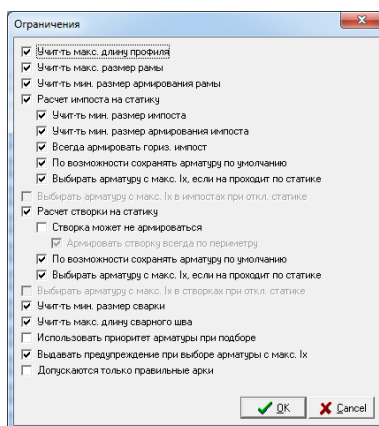 Ограничения
Учит-ть макс. длину профиля
Учит-ть макс. размер рамы
Учит-ть мин. размер армирования рамы
Расчет импоста на статику
Учит-ть мин. размер импоста
Учит-ть мин. размер армирования импоста
Всегда армировать гориз. импост
По возможности сохранять арматуру по умолчанию
Выбирать арматуру с макс. Ix, если на проходит по статике
Выбирать арматуру с макс. Ix в импостах при откл. статике
Расчет створки на статику
Створка может не армироваться
Армировать створку всегда по периметру
По возможности сохранять арматуру по умолчанию
Выбирать арматуру с макс. Ix, если на проходит по статике
Выбирать арматуру с макс. Ix в створках при откл. статике
Учит-ть мин. размер сварки
Учит-ть макс. длину сварного шва
Использовать приоритет арматуры при подборе
Выдавать предупреждение при выборе арматуры с макс. Ix
Допускаются только правильные арки
OK Cancel